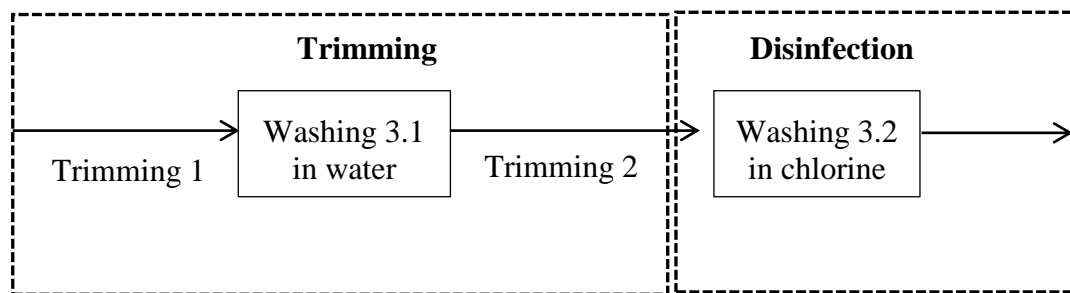 Trimming
Disinfection
Washing 3.1
in water
Washing 3.2
in chlorine
Trimming 1
Trimming 2